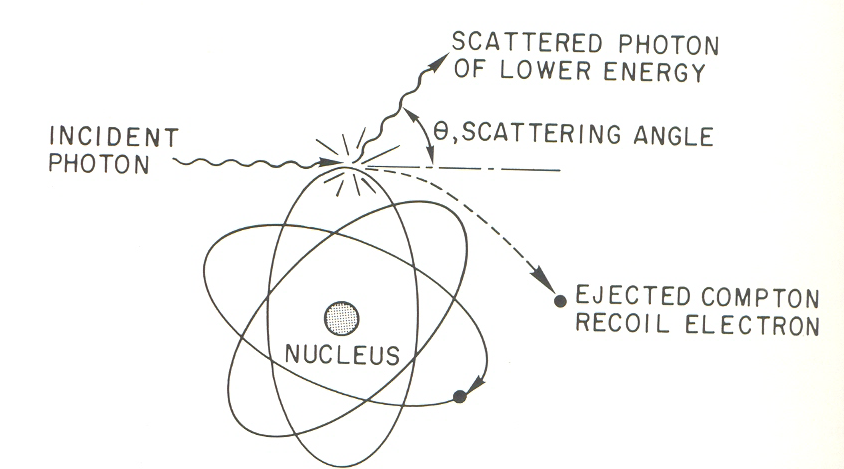 SCATTERED PHOTON
OF LOWER ENERGY
θ, SCATTERING ANGLE
INCIDENT
PHOTON
EJECTED COMPTON
RECOIL ELECTRON
NUCLEUS